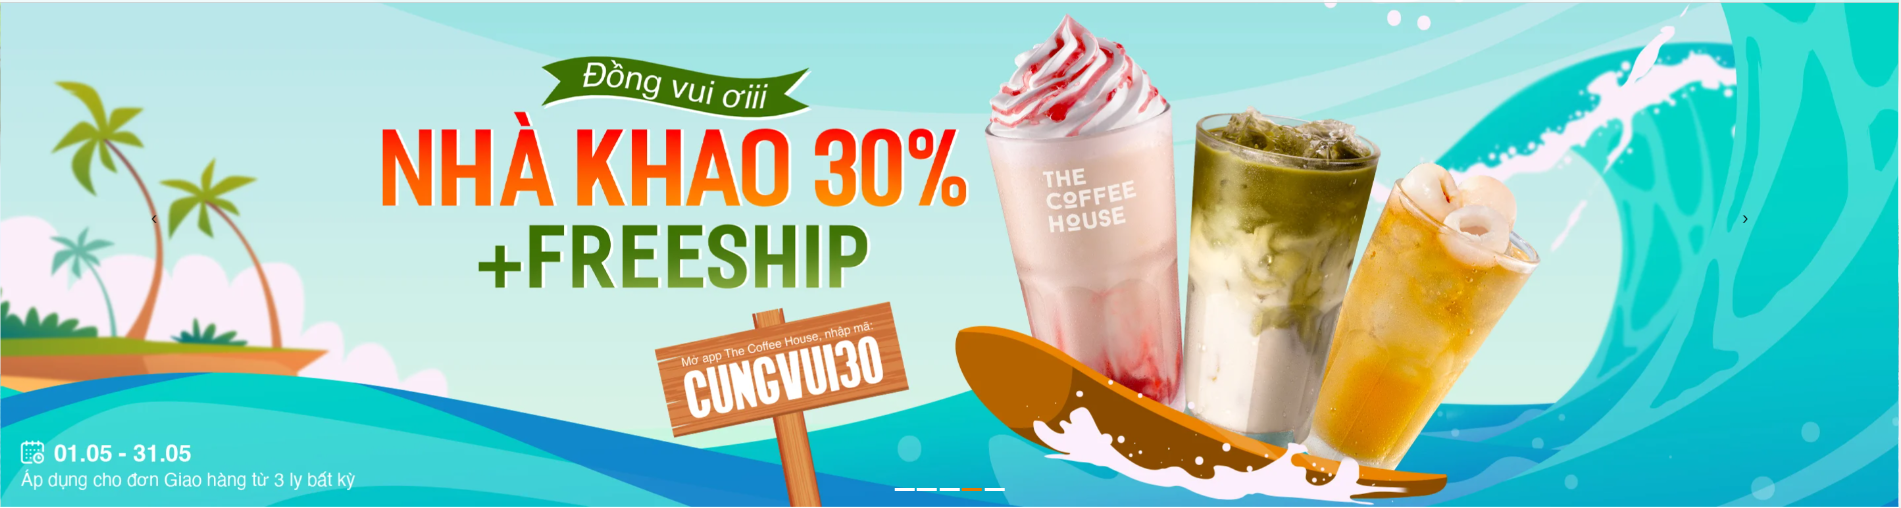 Đồng vui ơiii
NHÀ KHAO 30%
+FREESHIP
Mở app The Coffee House, nhập mã:
CUNGVUI30
THE
COFFEE
HOUSE
01.05 - 31.05
Áp dụng cho đơn Giao hàng từ 3 ly bất kỳ